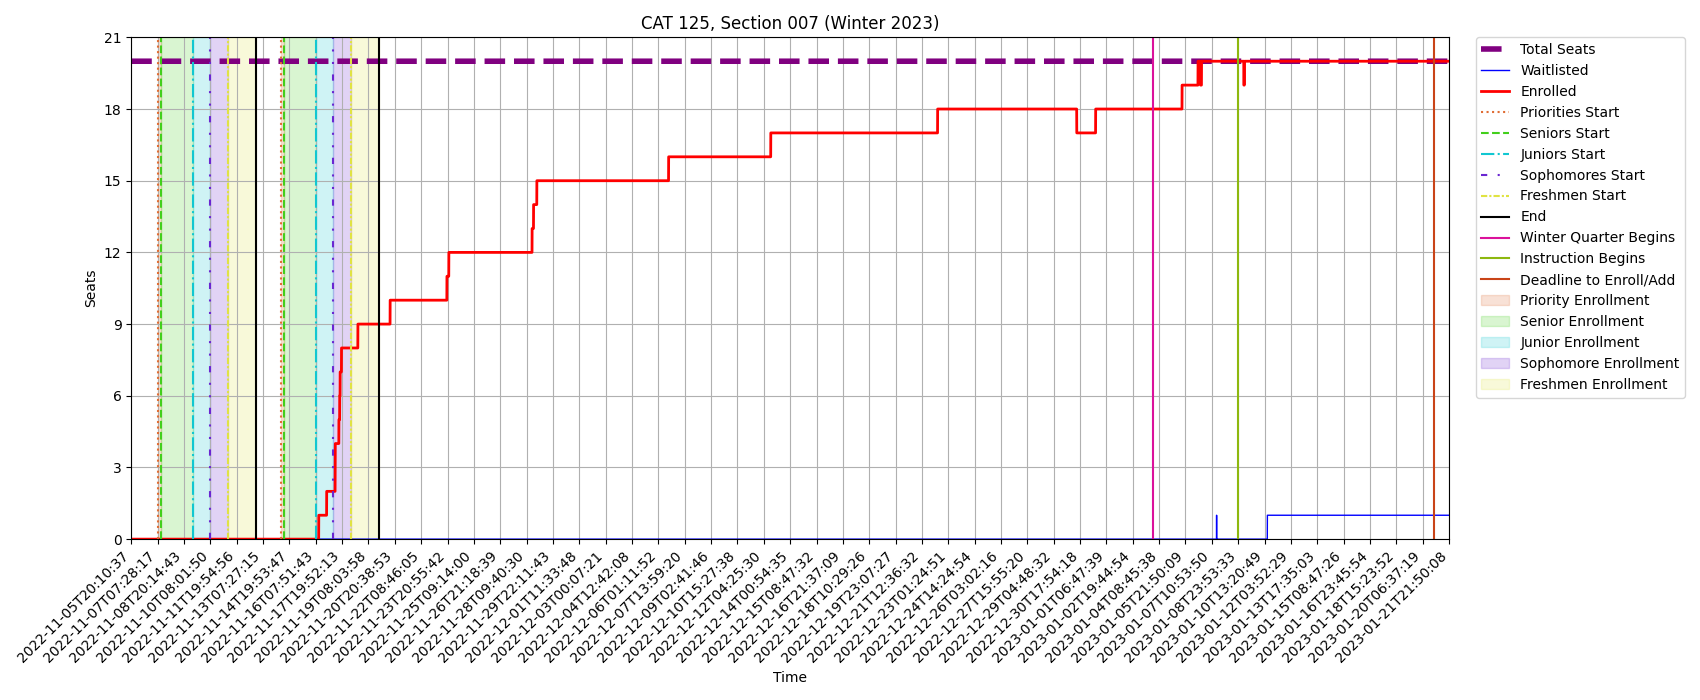 CAT 125, Section 007 (Winter 2023)
21
18
15
12
9
6
3
0
Seats
2022-11-05T20:10:37
2022-11-07T07:28:17
2022-11-08T20:14:43
2022-11-10T08:01:50
2022-11-11T19:54:56
2022-11-13T07:27:15
2022-11-14T19:53:47
2022-11-16T07:51:43
2022-11-17T19:52:13
2022-11-19T08:03:58
2022-11-20T20:38:53
2022-11-22T08:46:05
2022-11-23T20:55:42
2022-11-25T09:14:00
2022-11-26T21:18:39
2022-11-28T09:40:30
2022-11-29T22:11:43
2022-12-01T11:33:48
2022-12-03T00:07:21
2022-12-04T12:42:08
2022-12-06T01:11:52
2022-12-07T13:59:20
2022-12-09T02:41:46
2022-12-10T15:27:38
2022-12-12T04:25:30
2022-12-14T00:54:35
2022-12-15T08:47:32
2022-12-16T21:37:09
2022-12-18T10:29:26
2022-12-19T23:07:27
2022-12-21T12:36:32
2022-12-23T01:24:51
2022-12-24T14:24:54
2022-12-26T03:02:16
2022-12-27T15:55:20
2022-12-29T04:48:32
2022-12-30T17:54:18
2023-01-01T06:47:39
2023-01-02T19:44:54
2023-01-04T08:45:38
2023-01-05T21:50:09
2023-01-07T10:53:50
2023-01-08T23:53:33
2023-01-10T13:20:49
2023-01-12T03:52:29
2023-01-13T17:35:03
2023-01-15T08:47:26
2023-01-16T23:45:54
2023-01-18T15:23:52
2023-01-20T06:37:19
2023-01-21T21:50:08
Time
Total Seats
Waitlisted
Enrolled
Priorities Start
Seniors Start
Juniors Start
Sophomores Start
Freshmen Start
End
Winter Quarter Begins
Instruction Begins
Deadline to Enroll/Add
Priority Enrollment
Senior Enrollment
Junior Enrollment
Sophomore Enrollment
Freshmen Enrollment